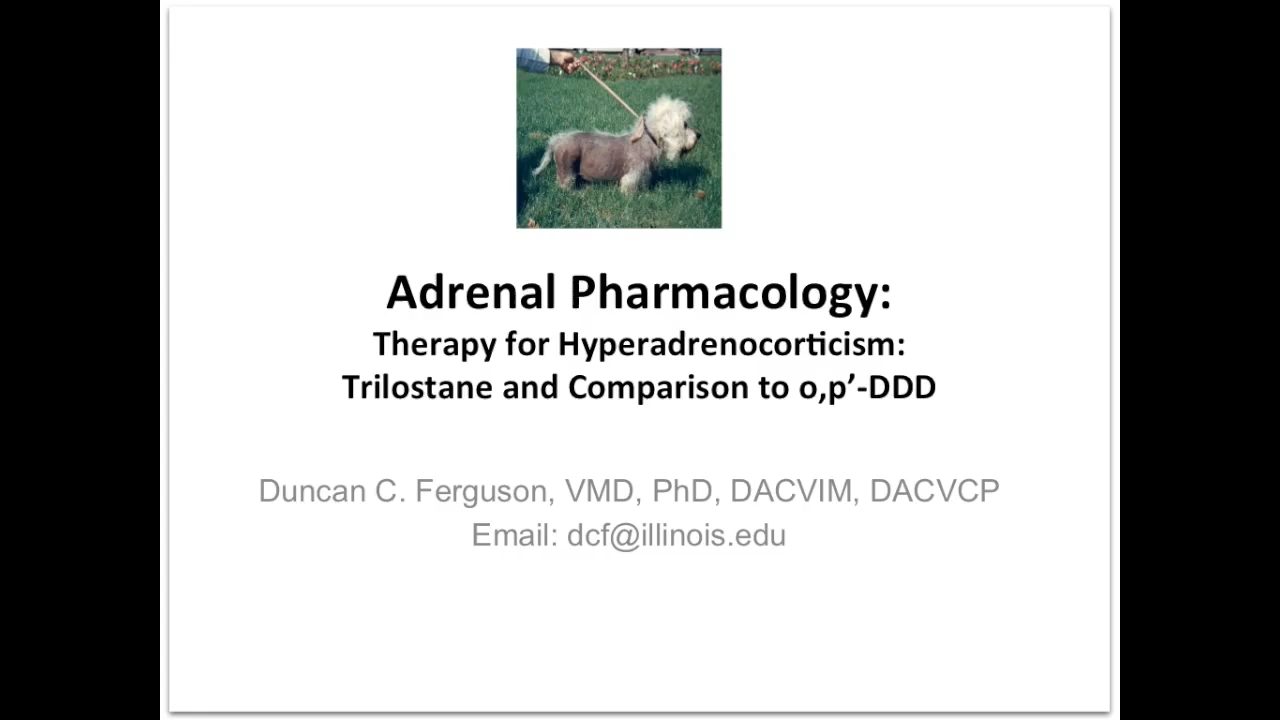 Adrenal Pharmacology:
Therapy for Hyperadrenocorticism:
Trilostane and Comparison to o,p’-DDD
Duncan C. Ferguson, VMD, PhD, DACVIM, DACVCP
Email: dcf@illinois.edu